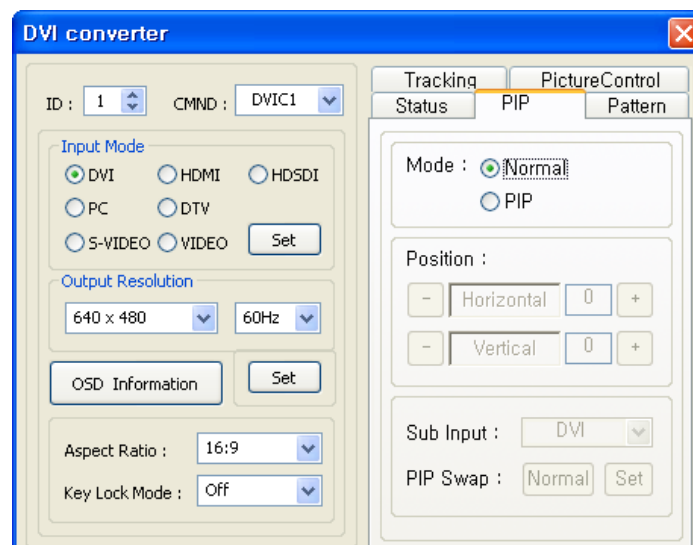 DVI converter
ID : 1 CMND : DVIC1
Input Mode
DVI HDMI HDSDI
PC DTV
S-VIDEO VIDEO Set
Output Resolution
640 x 480 60Hz
OSD Information Set
Aspect Ratio : 16:9
Key Lock Mode : Off
Tracking PictureControl
Status PIP Pattern
Mode : Normal
PIP
Position :
- Horizontal 0 +
- Vertical 0 +
Sub Input : DVI
PIP Swap : Normal Set